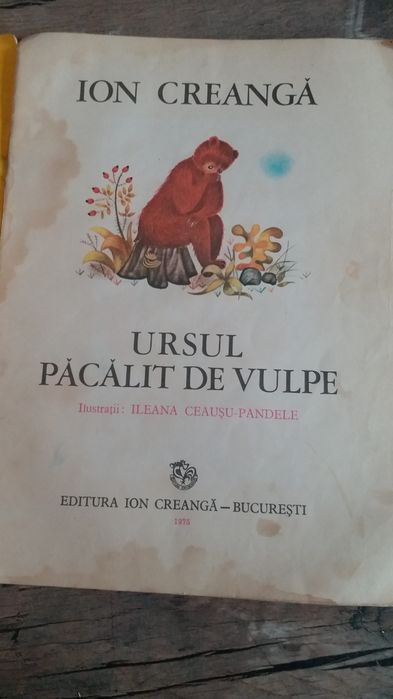 ION CREANGĂ
URSUL
PĂCĂLIT DE VULPE
Ilustrații: ILEANA CEAUȘU-PANDELE
EDITURA ION CREANGĂ — BUCUREȘTI
1975